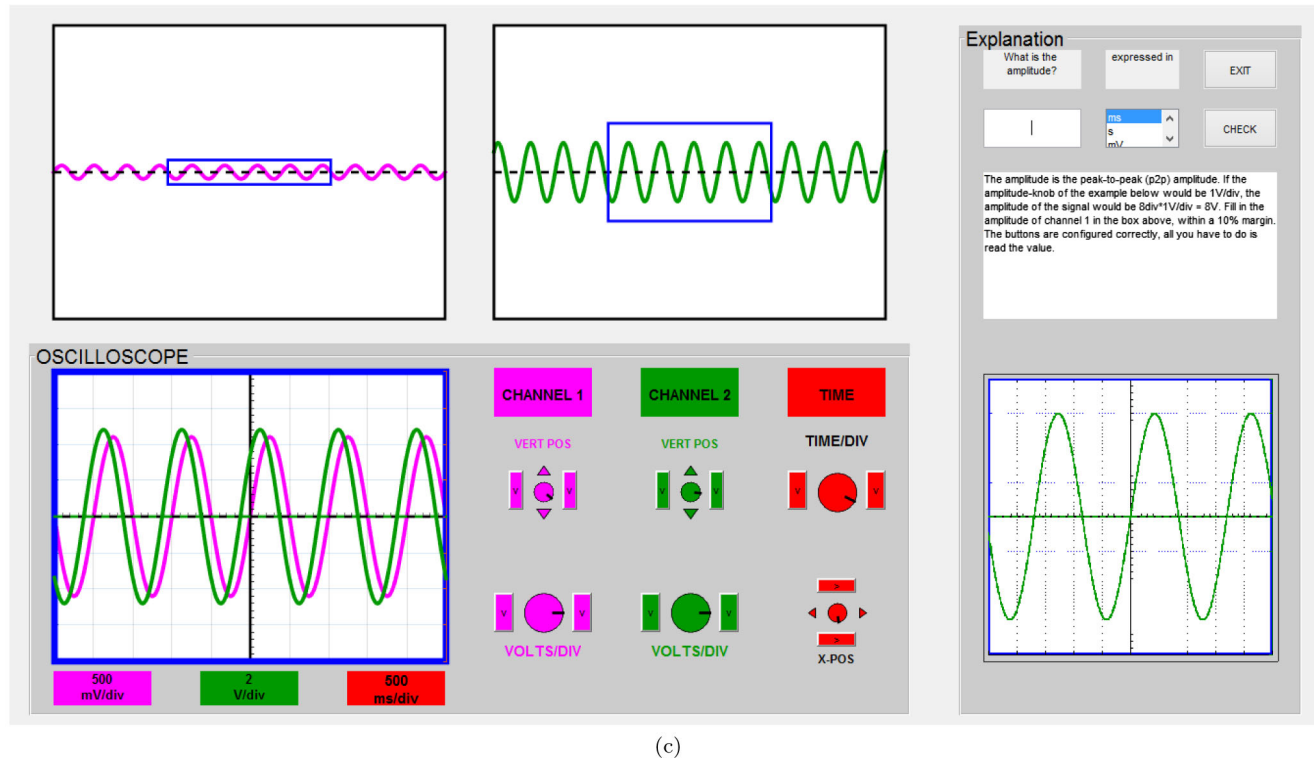 Explanation
What is the
amplitude?
expressed in
EXIT
ms
s
mV
CHECK
The amplitude is the peak-to-peak (p2p) amplitude. If the
amplitude-knob of the example below would be 1V/div, the
amplitude of the signal would be 8div*1V/div = 8V. Fill in the
amplitude of channel 1 in the box above, within a 10% margin.
The buttons are configured correctly, all you have to do is
read the value.
OSCILLOSCOPE
CHANNEL 1
CHANNEL 2
TIME
VERT POS
VERT POS
TIME/DIV
V
V
V
V
V
V
V
V
V
V
>
>
VOLTS/DIV
VOLTS/DIV
X-POS
500
mV/div
2
V/div
500
ms/div
(c)